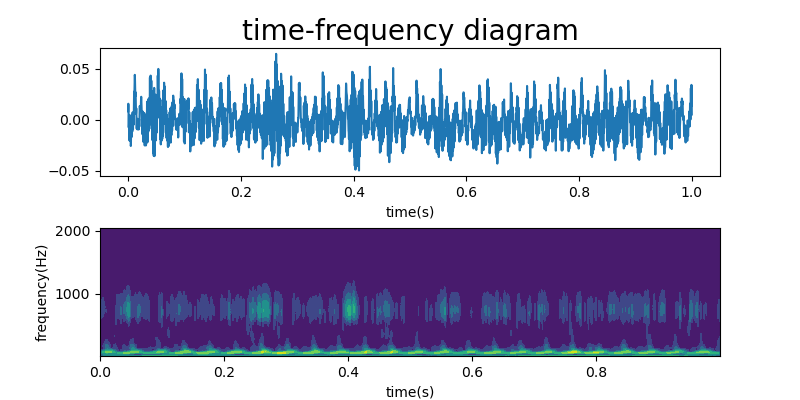 time-frequency diagram
0.05
0.00
−0.05
0.0 0.2 0.4 0.6 0.8 1.0
time(s)
2000
1000
frequency(Hz)
0.0 0.2 0.4 0.6 0.8
time(s)